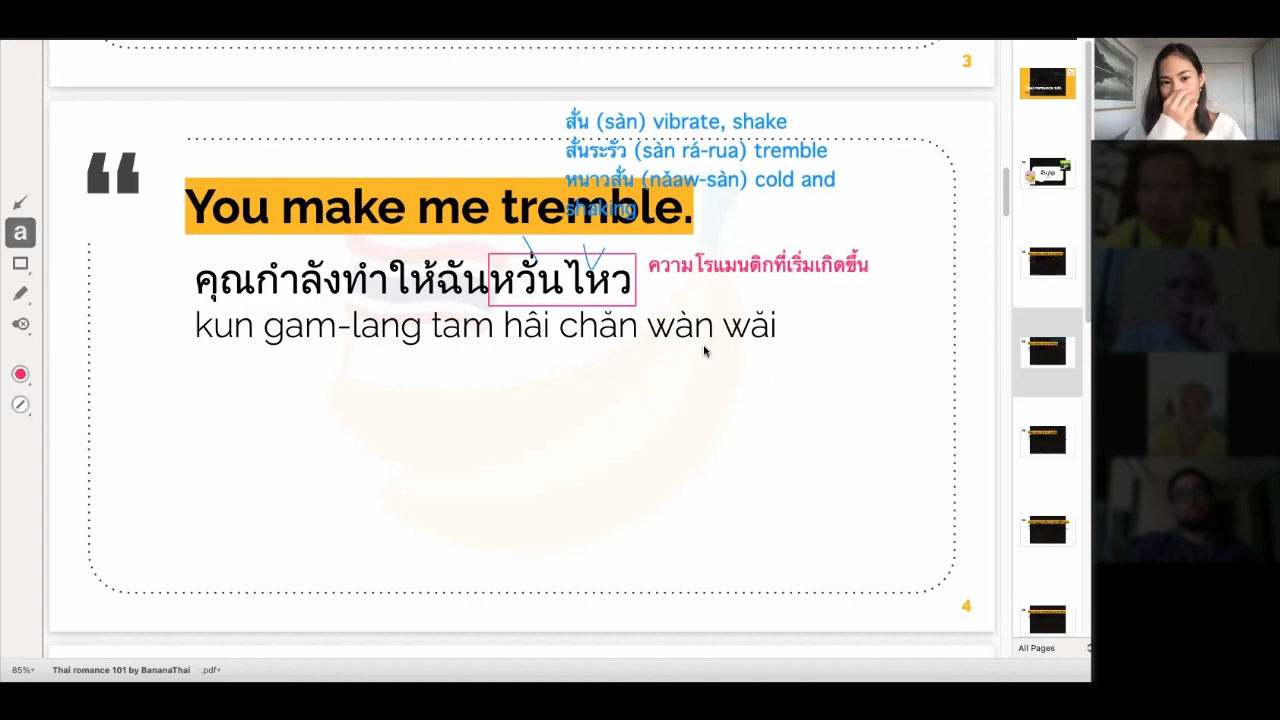 3
สั่น (sàn) vibrate, shake
สั่นระรัว (sàn rá-rua) tremble
หนาวสั่น (nǎaw-sàn) cold and
shaking
“
You make me tremble.
คุณกำลังทำให้ฉันหวั่นไหว
ความโรแมนติกที่เริ่มเกิดขึ้น
kun gam-lang tam hâi chăn wàn wăi
4
a
All Pages
85%
Thai romance 101 by BananaThai
.pdf